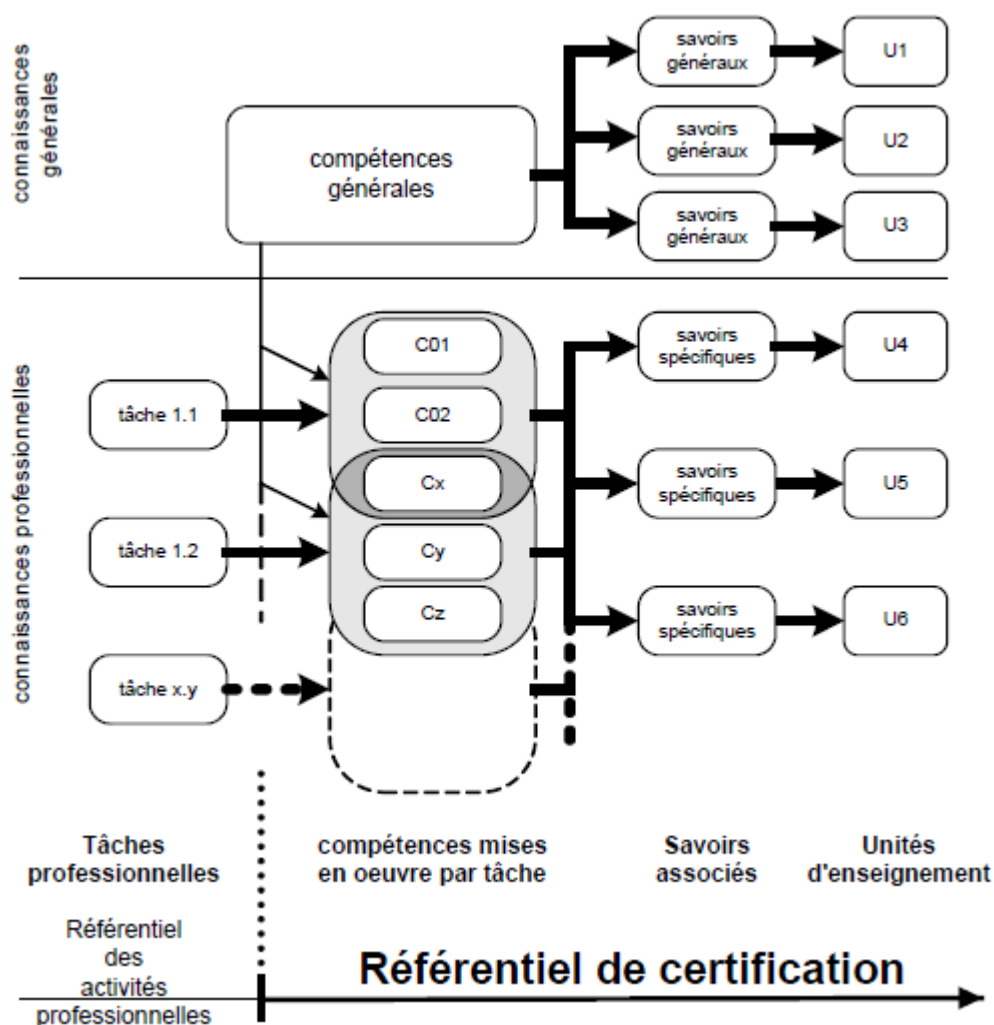 connaissances
générales
compétences
générales
savoirs
généraux
U1
savoirs
généraux
U2
savoirs
généraux
U3
connaissances professionnelles
tâche 1.1
tâche 1.2
tâche x.y
C01
C02
Cx
Cy
Cz
savoirs
spécifiques
U4
savoirs
spécifiques
U5
savoirs
spécifiques
U6
Tâches
professionnelles
compétences mises
en oeuvre par tâche
Savoirs
associés
Unités
d'enseignement
Référentiel
des
activités
professionnelles
Référentiel de certification